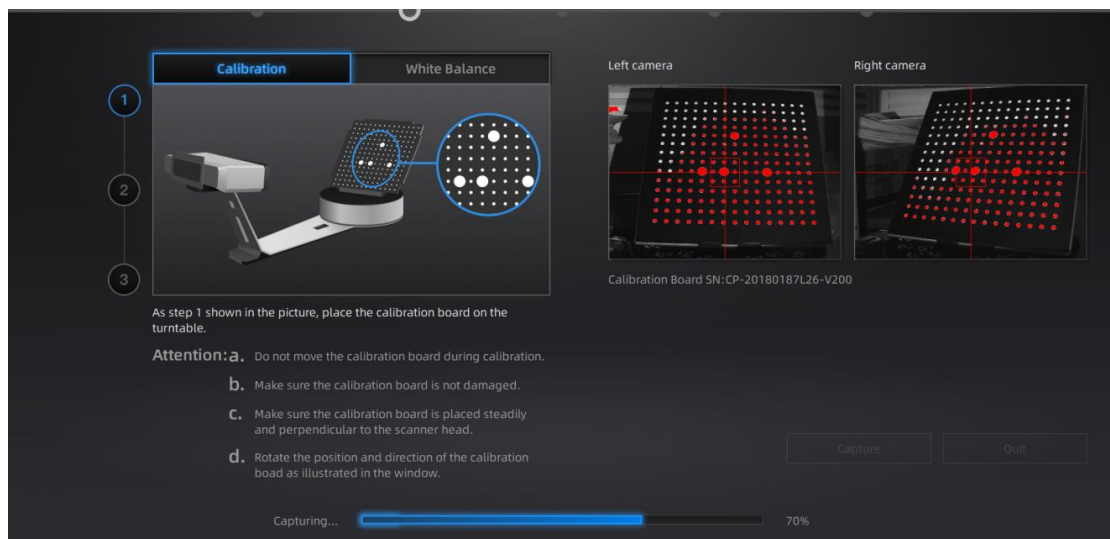 Calibration
White Balance
Left camera
Right camera
1
2
3
Calibration Board SN:CP-20180187L26-V200
As step 1 shown in the picture, place the calibration board on the
turntable.
Attention:a. Do not move the calibration board during calibration.
b. Make sure the calibration board is not damaged.
c. Make sure the calibration board is placed steadily
and perpendicular to the scanner head.
d. Rotate the position and direction of the calibration
boad as illustrated in the window.
Capture
Quit
Capturing...
70%